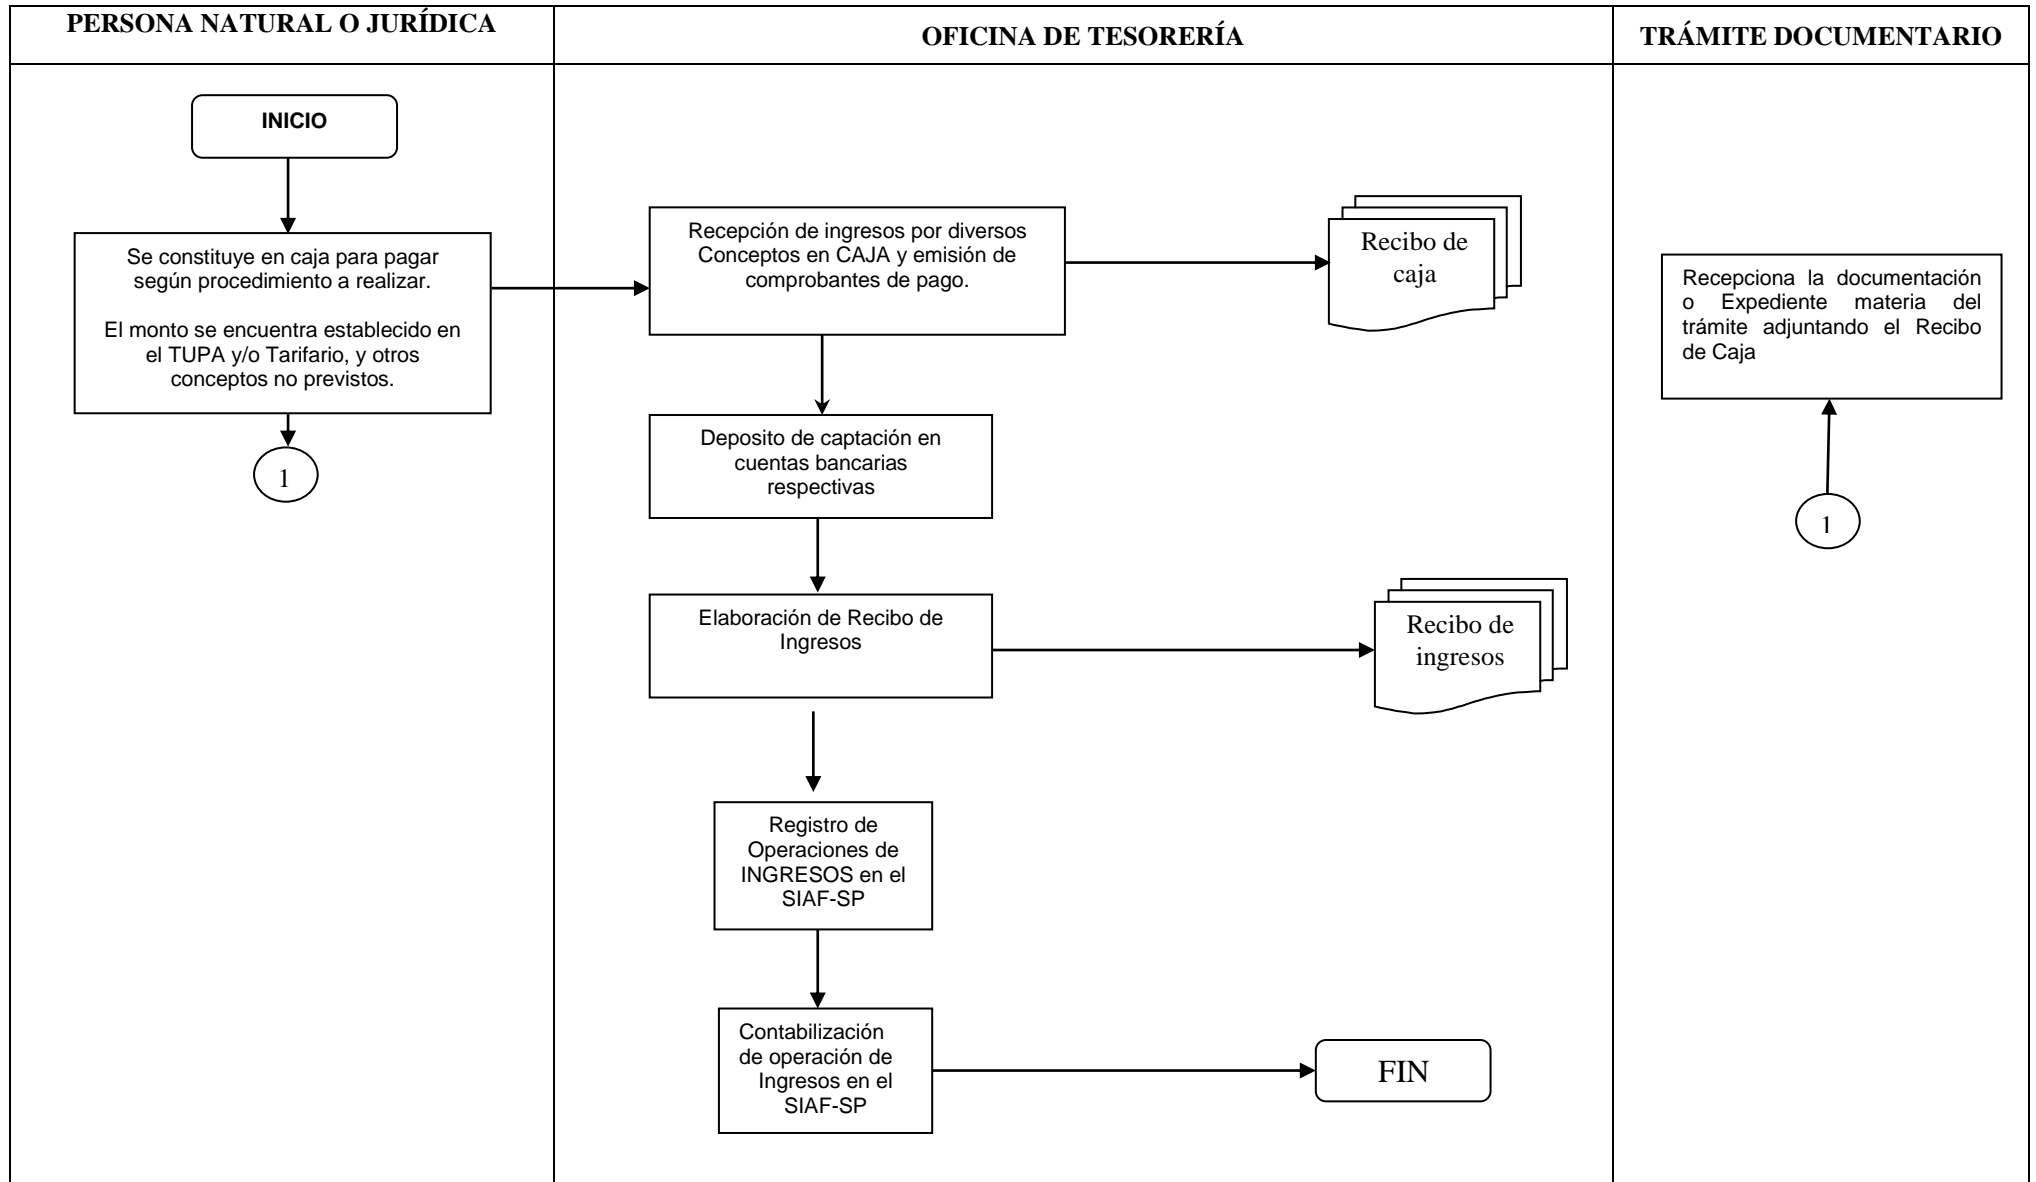 PERSONA NATURAL O JURÍDICA
OFICINA DE TESORERÍA
TRÁMITE DOCUMENTARIO
INICIO
Se constituye en caja para pagar
según procedimiento a realizar.
El monto se encuentra establecido en
el TUPA y/o Tarifario, y otros
conceptos no previstos.
1
Recepción de ingresos por diversos
Conceptos en CAJA y emisión de
comprobantes de pago.
Recibo de
caja
Deposito de captación en
cuentas bancarias
respectivas
Elaboración de Recibo de
Ingresos
Recibo de
ingresos
Registro de
Operaciones de
INGRESOS en el
SIAF-SP
Contabilización
de operación de
Ingresos en el
SIAF-SP
FIN
Recepciona la documentación
o Expediente materia del
trámite adjuntando el Recibo
de Caja
1